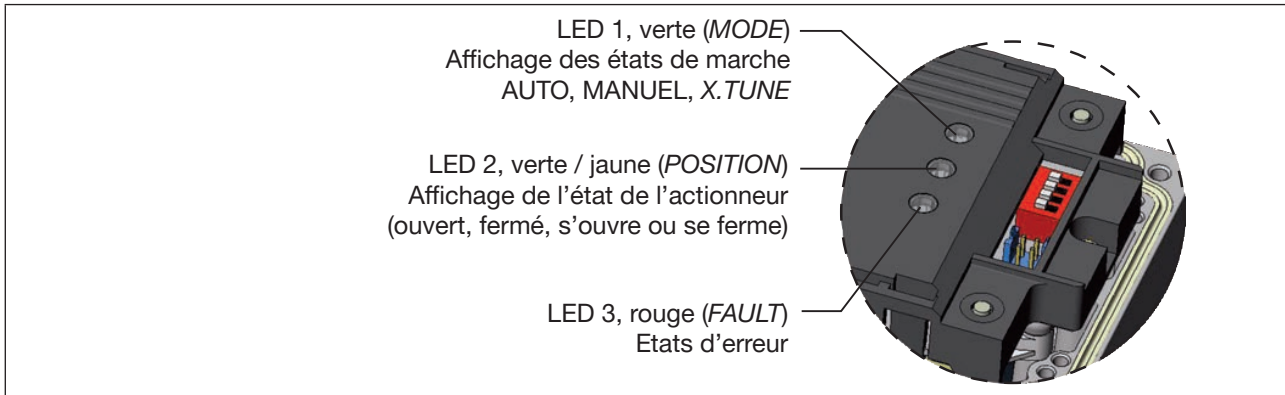 LED 1, verte (MODE)
Affichage des états de marche
AUTO, MANUEL, X.TUNE
LED 2, verte / jaune (POSITION)
Affichage de l’état de l’actionneur
(ouvert, fermé, s’ouvre ou se ferme)
LED 3, rouge (FAULT)
Etats d’erreur